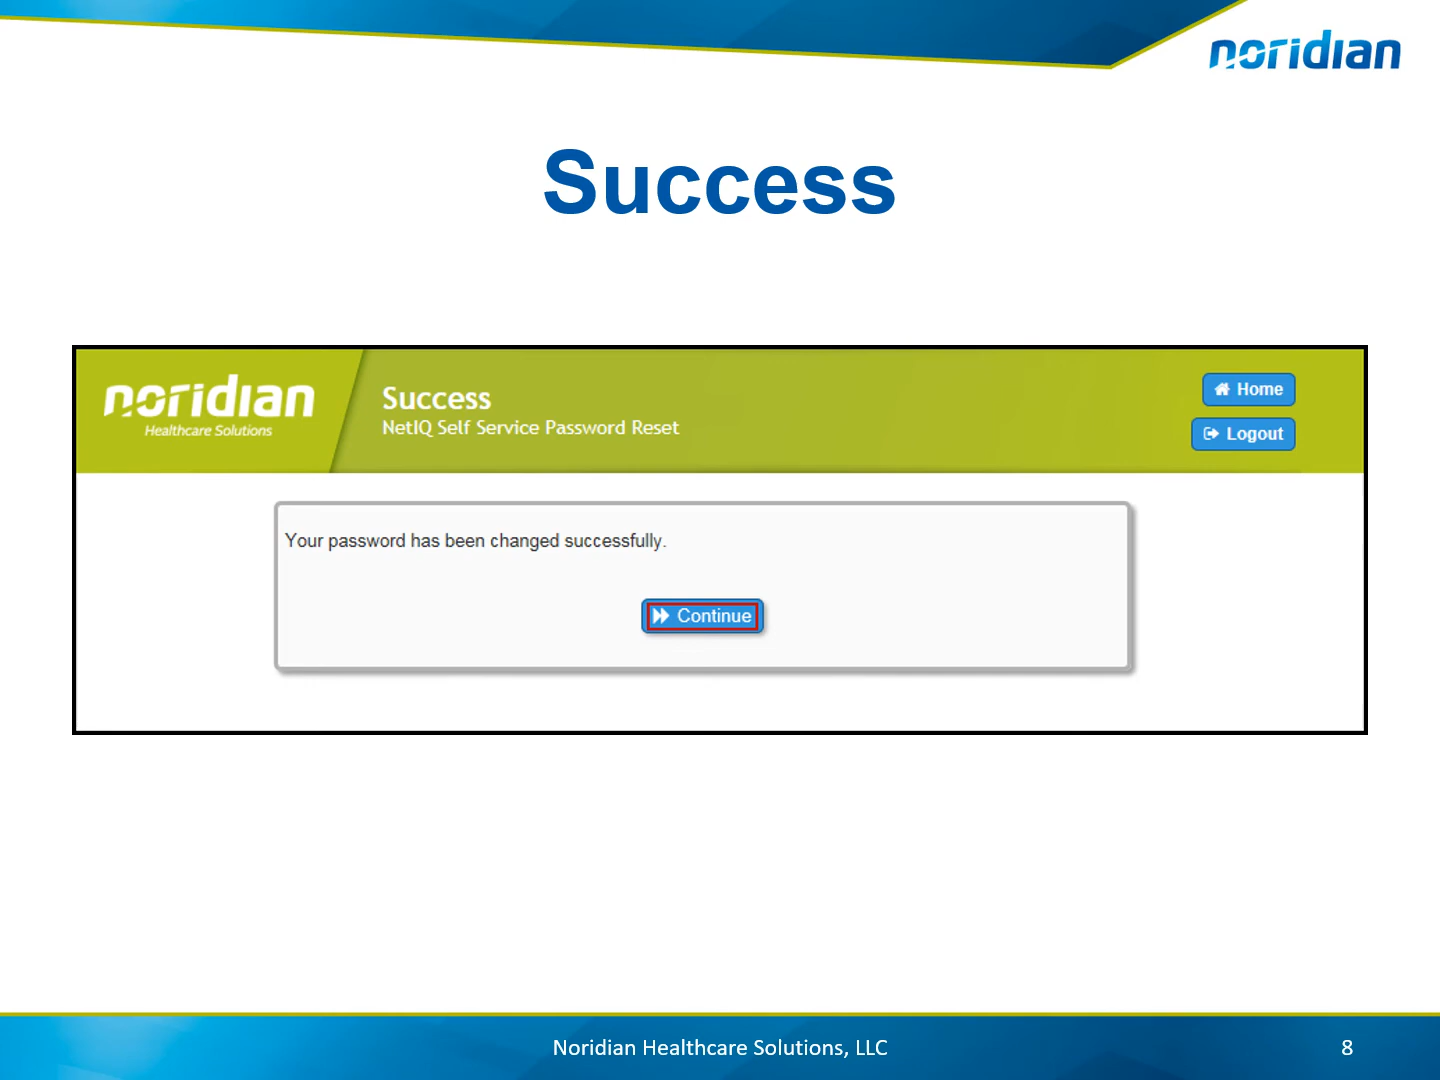 noridian
Success
noridian
Healthcare Solutions
Success
NetIQ Self Service Password Reset
Home
Logout
Your password has been changed successfully.
Continue
Noridian Healthcare Solutions, LLC
8